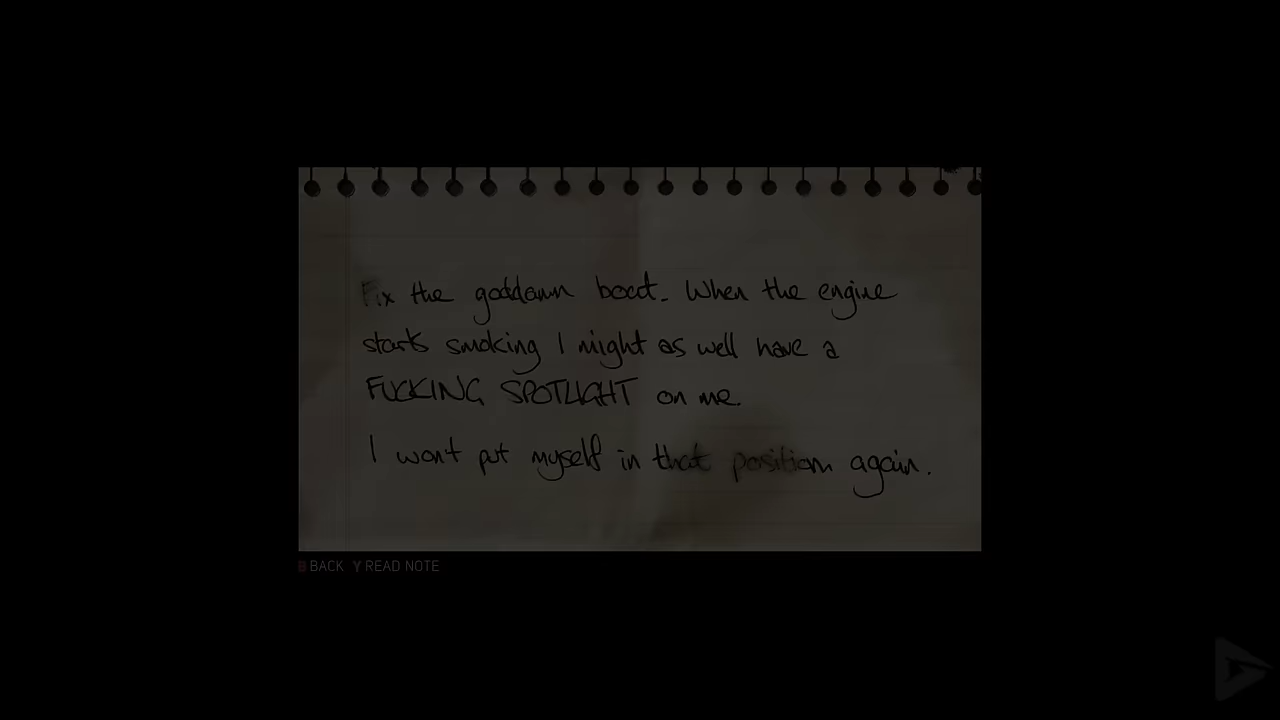 Fix the goddamn boat. When the engine
starts smoking I might as well have a
FUCKING SPOTLIGHT on me.
I won't put myself in that position again.
B BACK Y READ NOTE